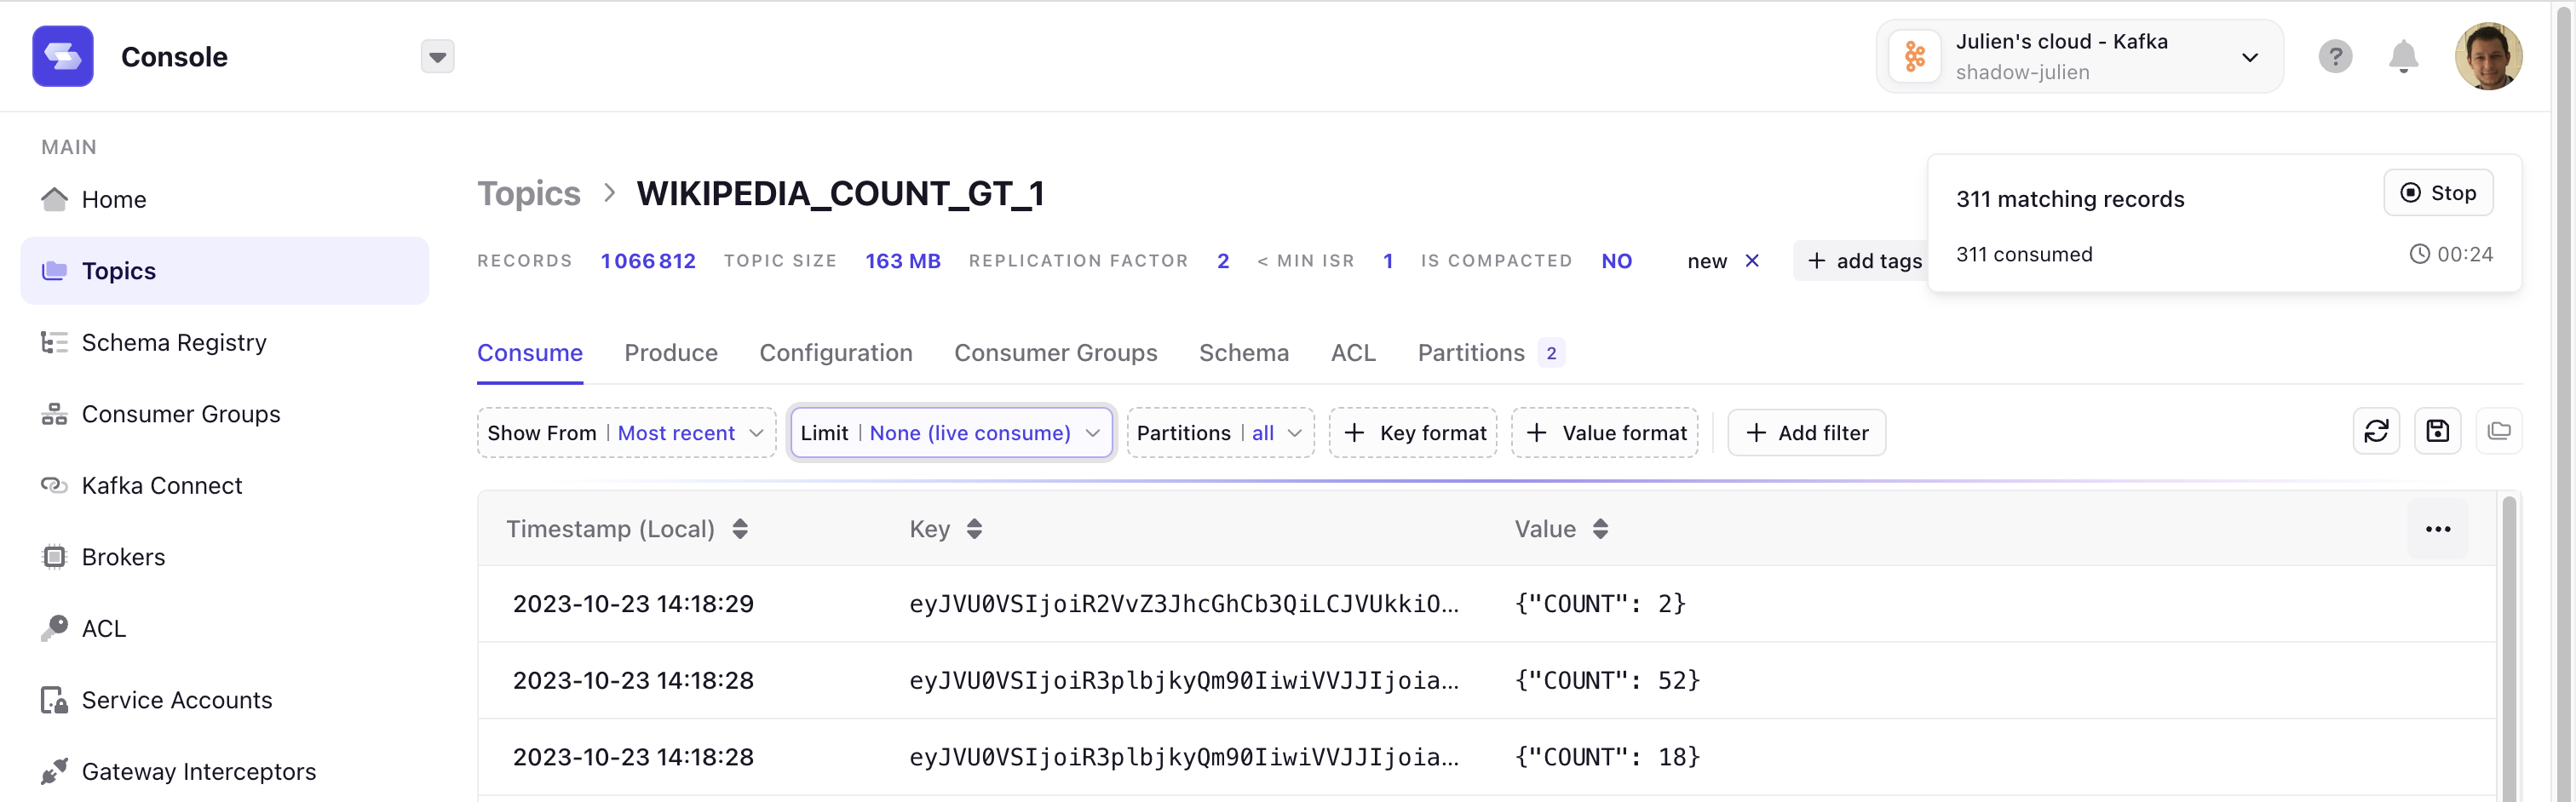 Console
Julien's cloud - Kafka
shadow-julien
?
MAIN
Home
Topics
Schema Registry
Consumer Groups
Kafka Connect
Brokers
ACL
Service Accounts
Gateway Interceptors
Topics > WIKIPEDIA_COUNT_GT_1
311 matching records
Stop
311 consumed
00:24
RECORDS 1 066 812 TOPIC SIZE 163 MB REPLICATION FACTOR 2 < MIN ISR 1 IS COMPACTED NO new × + add tags
Consume Produce Configuration Consumer Groups Schema ACL Partitions 2
Show From | Most recent Limit | None (live consume) Partitions | all + Key format + Value format + Add filter
Timestamp (Local) Key Value ...
2023-10-23 14:18:29 eyJVU0VSIjoiR2VvZ3JhcGhCb3QiLCJVUkkiO... {"COUNT": 2}
2023-10-23 14:18:28 eyJVU0VSIjoiR3plbjkyQm90IiwiVVJJIjoia... {"COUNT": 52}
2023-10-23 14:18:28 eyJVU0VSIjoiR3plbjkyQm90IiwiVVJJIjoia... {"COUNT": 18}